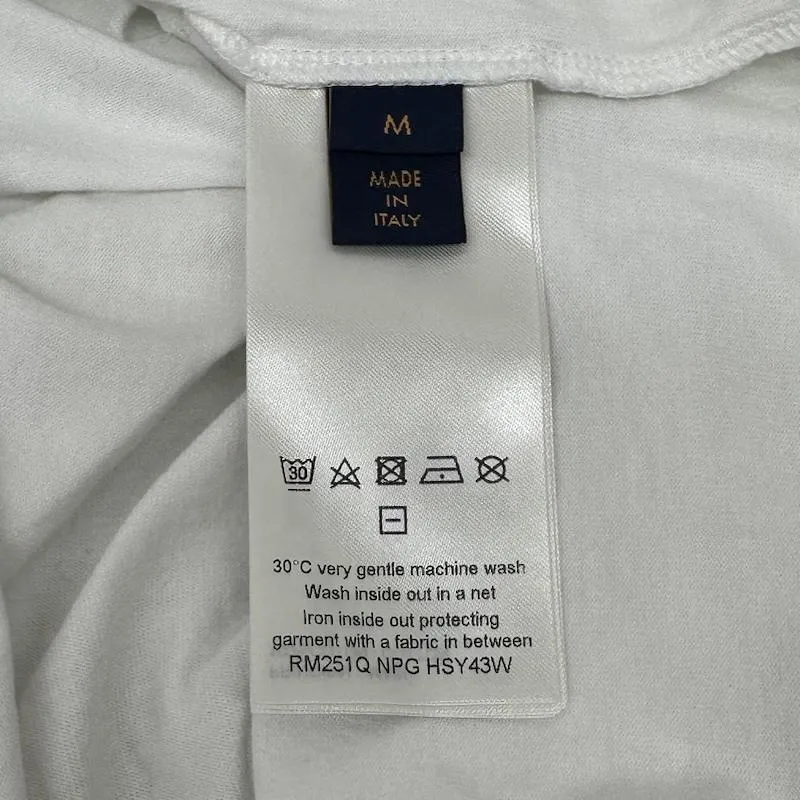 M
MADE
IN
ITALY
30
30°C very gentle machine wash
Wash inside out in a net
Iron inside out protecting
garment with a fabric in between
RM251Q NPG HSY43W